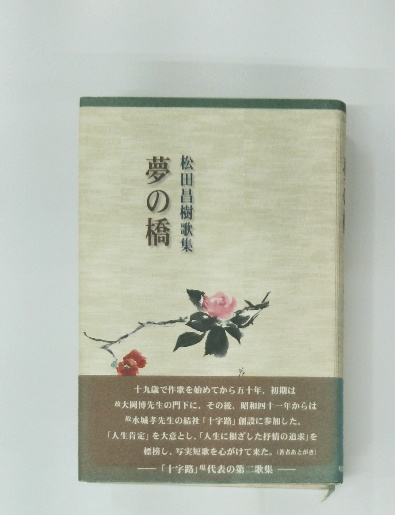 松田昌樹歌集
夢の橋
十九歳で作歌を始めてから五十年、初期は
故大岡博先生の門下に、その後、昭和四十一年からは
故水城孝先生の結社「十字路」創設に参加した。
「人生肯定」を大意とし、「人生に根ざした抒情の追求」を
標榜し、写実短歌を心がけて来た。(著者あとがき)
「十字路」現代表の第二歌集